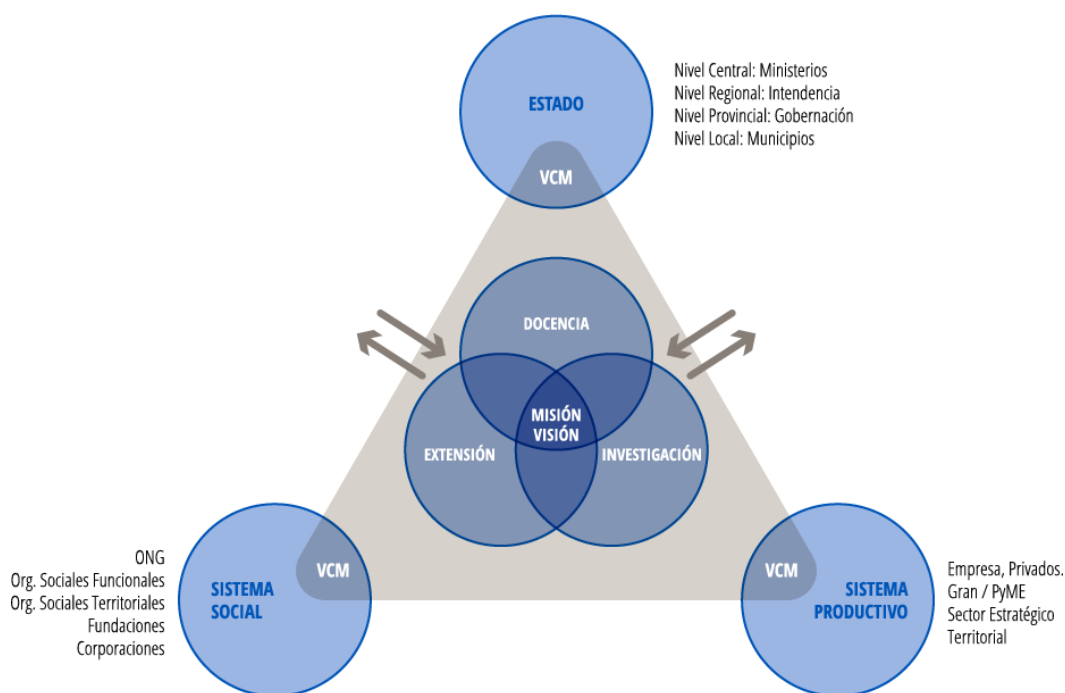 ESTADO
Nivel Central: Ministerios
Nivel Regional: Intendencia
Nivel Provincial: Gobernación
Nivel Local: Municipios
VCM
DOCENCIA
MISIÓN
VISIÓN
EXTENSIÓN
INVESTIGACIÓN
ONG
Org. Sociales Funcionales
Org. Sociales Territoriales
Fundaciones
Corporaciones
SISTEMA
SOCIAL
VCM
VCM
SISTEMA
PRODUCTIVO
Empresa, Privados.
Gran / PyME
Sector Estratégico
Territorial